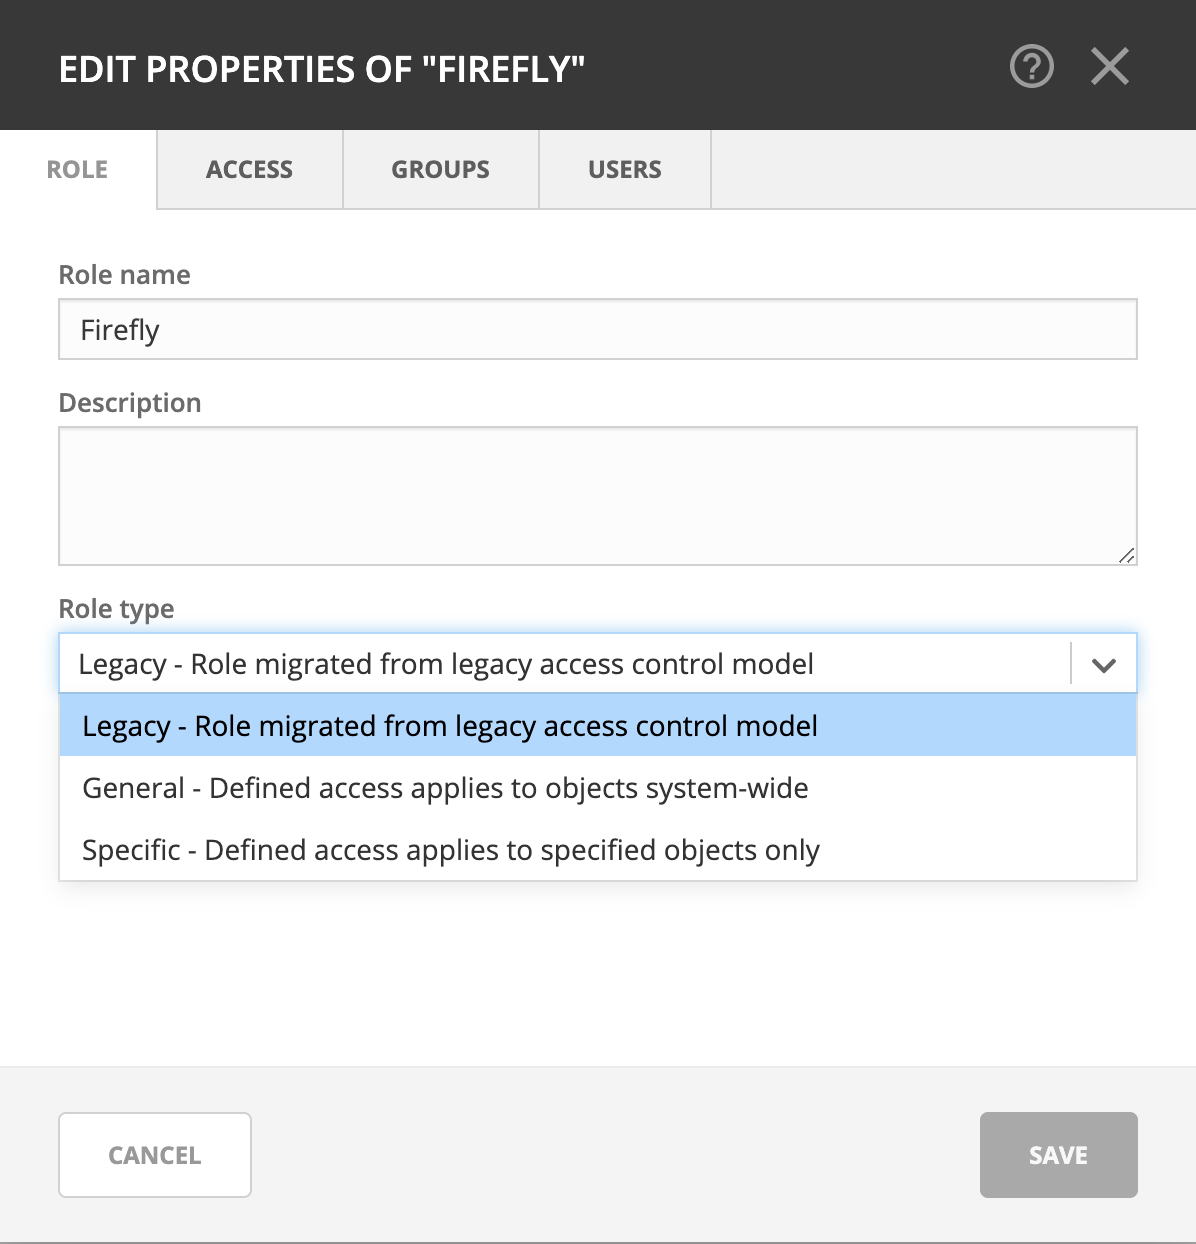 EDIT PROPERTIES OF "FIREFLY"
ROLE
ACCESS
GROUPS
USERS
Role name
Firefly
Description
Role type
Legacy - Role migrated from legacy access control model
Legacy - Role migrated from legacy access control model
General - Defined access applies to objects system-wide
Specific - Defined access applies to specified objects only
CANCEL
SAVE